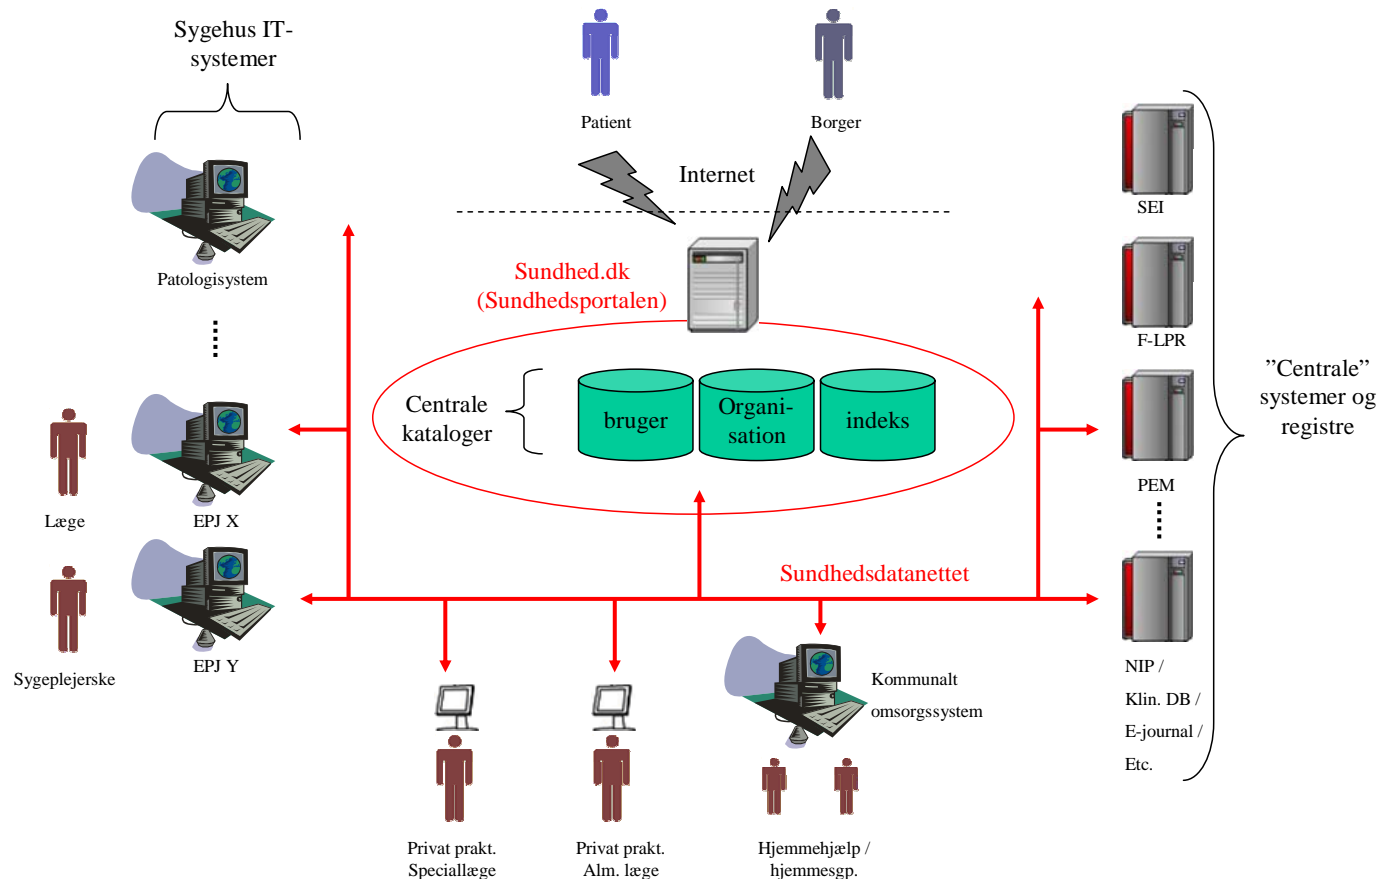 Sygehus IT-
systemer
Patient
Borger
Internet
SEI
Patologisystem
Sundhed.dk
(Sundhedsportalen)
F-LPR
Centrale
kataloger
bruger
Organi-
sation
indeks
”Centrale”
systemer og
registre
Læge
EPJ X
PEM
Sundhedsdatanettet
Sygeplejerske
EPJ Y
Kommunalt
omsorgssystem
NIP /
Klin. DB /
E-journal /
Etc.
Privat prakt.
Speciallæge
Privat prakt.
Alm. læge
Hjemmehjælp /
hjemmesgp.